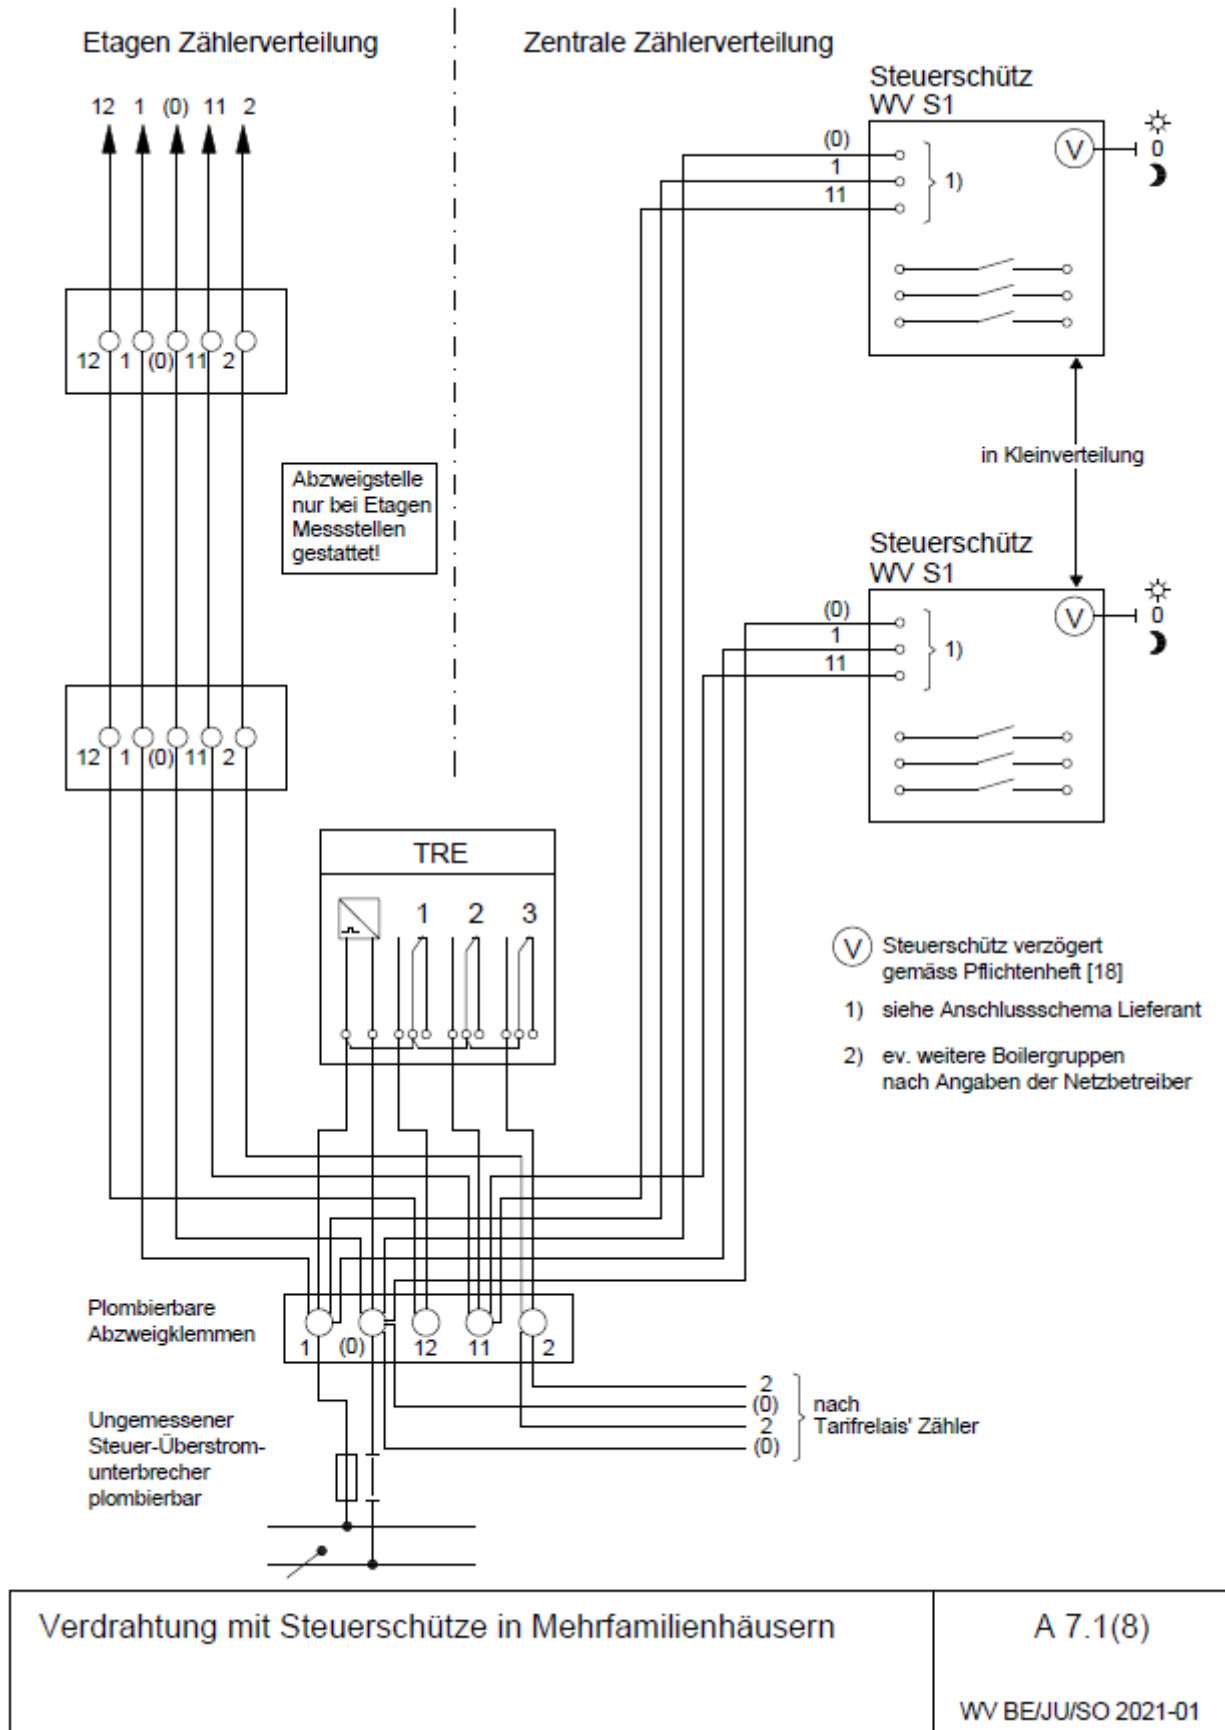 Etagen Zählerverteilung
Zentrale Zählerverteilung
12 1 (0) 11 2
Steuerschütz
WV S1
(0)
1
11
1)
V
0
12 1 (0) 11 2
in Kleinverteilung
Abzweigstelle
nur bei Etagen
Messstellen
gestattet!
Steuerschütz
WV S1
(0)
1
11
1)
V
0
12 1 (0) 11 2
TRE
1 2 3
V Steuerschütz verzögert
gemäss Pflichtenheft [18]
1) siehe Anschlussschema Lieferant
2) ev. weitere Boilergruppen
nach Angaben der Netzbetreiber
Plombierbare
Abzweigklemmen
1 (0) 12 11 2
2
(0)
2
(0)
nach
Tarifrelais' Zähler
Ungemessener
Steuer-Überstrom-
unterbrecher
plombierbar
Verdrahtung mit Steuerschütze in Mehrfamilienhäusern
A 7.1(8)
WV BE/JU/SO 2021-01